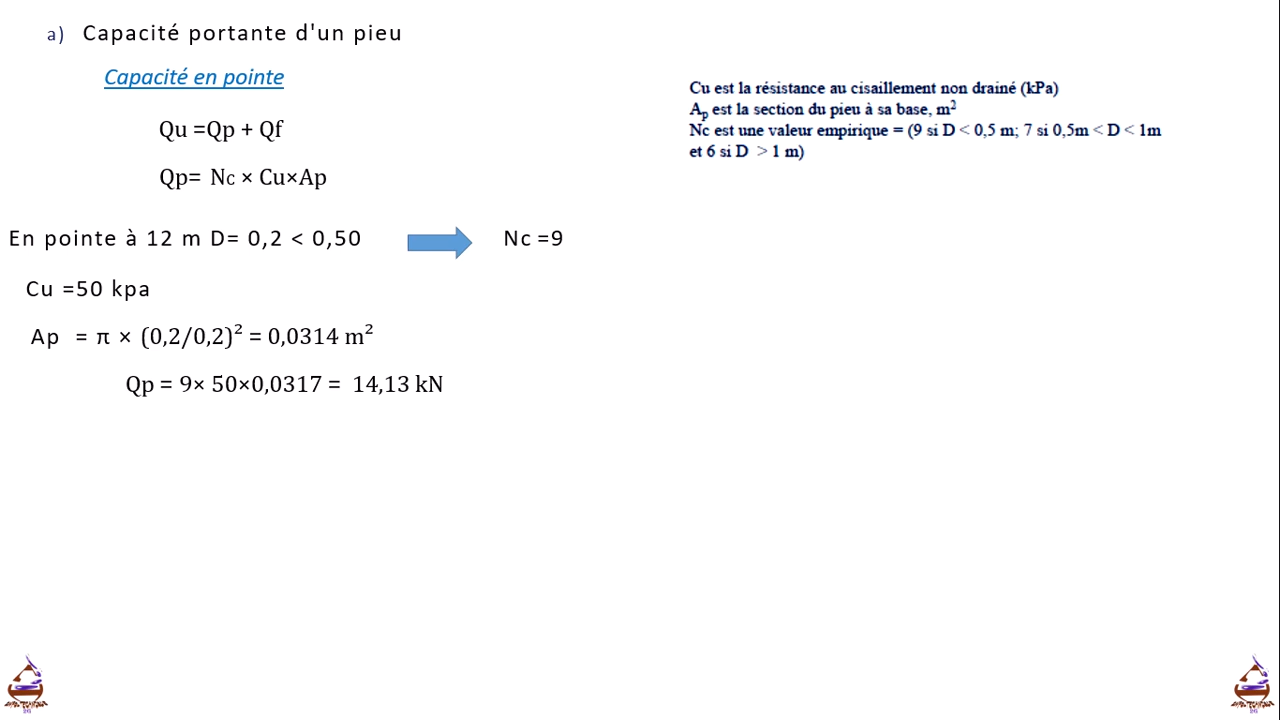 a) Capacité portante d'un pieu
Capacité en pointe
Cu est la résistance au cisaillement non drainé (kPa)
Ap est la section du pieu à sa base, m²
Nc est une valeur empirique = (9 si D < 0,5 m; 7 si 0,5m < D < 1m
et 6 si D > 1 m)
Qu =Qp + Qf
Qp= Nc × Cu×Ap
En pointe à 12 m D= 0,2 < 0,50 Nc =9
Cu =50 kpa
Ap = π × (0,2/0,2)² = 0,0314 m²
Qp = 9× 50×0,0317 = 14,13 kN